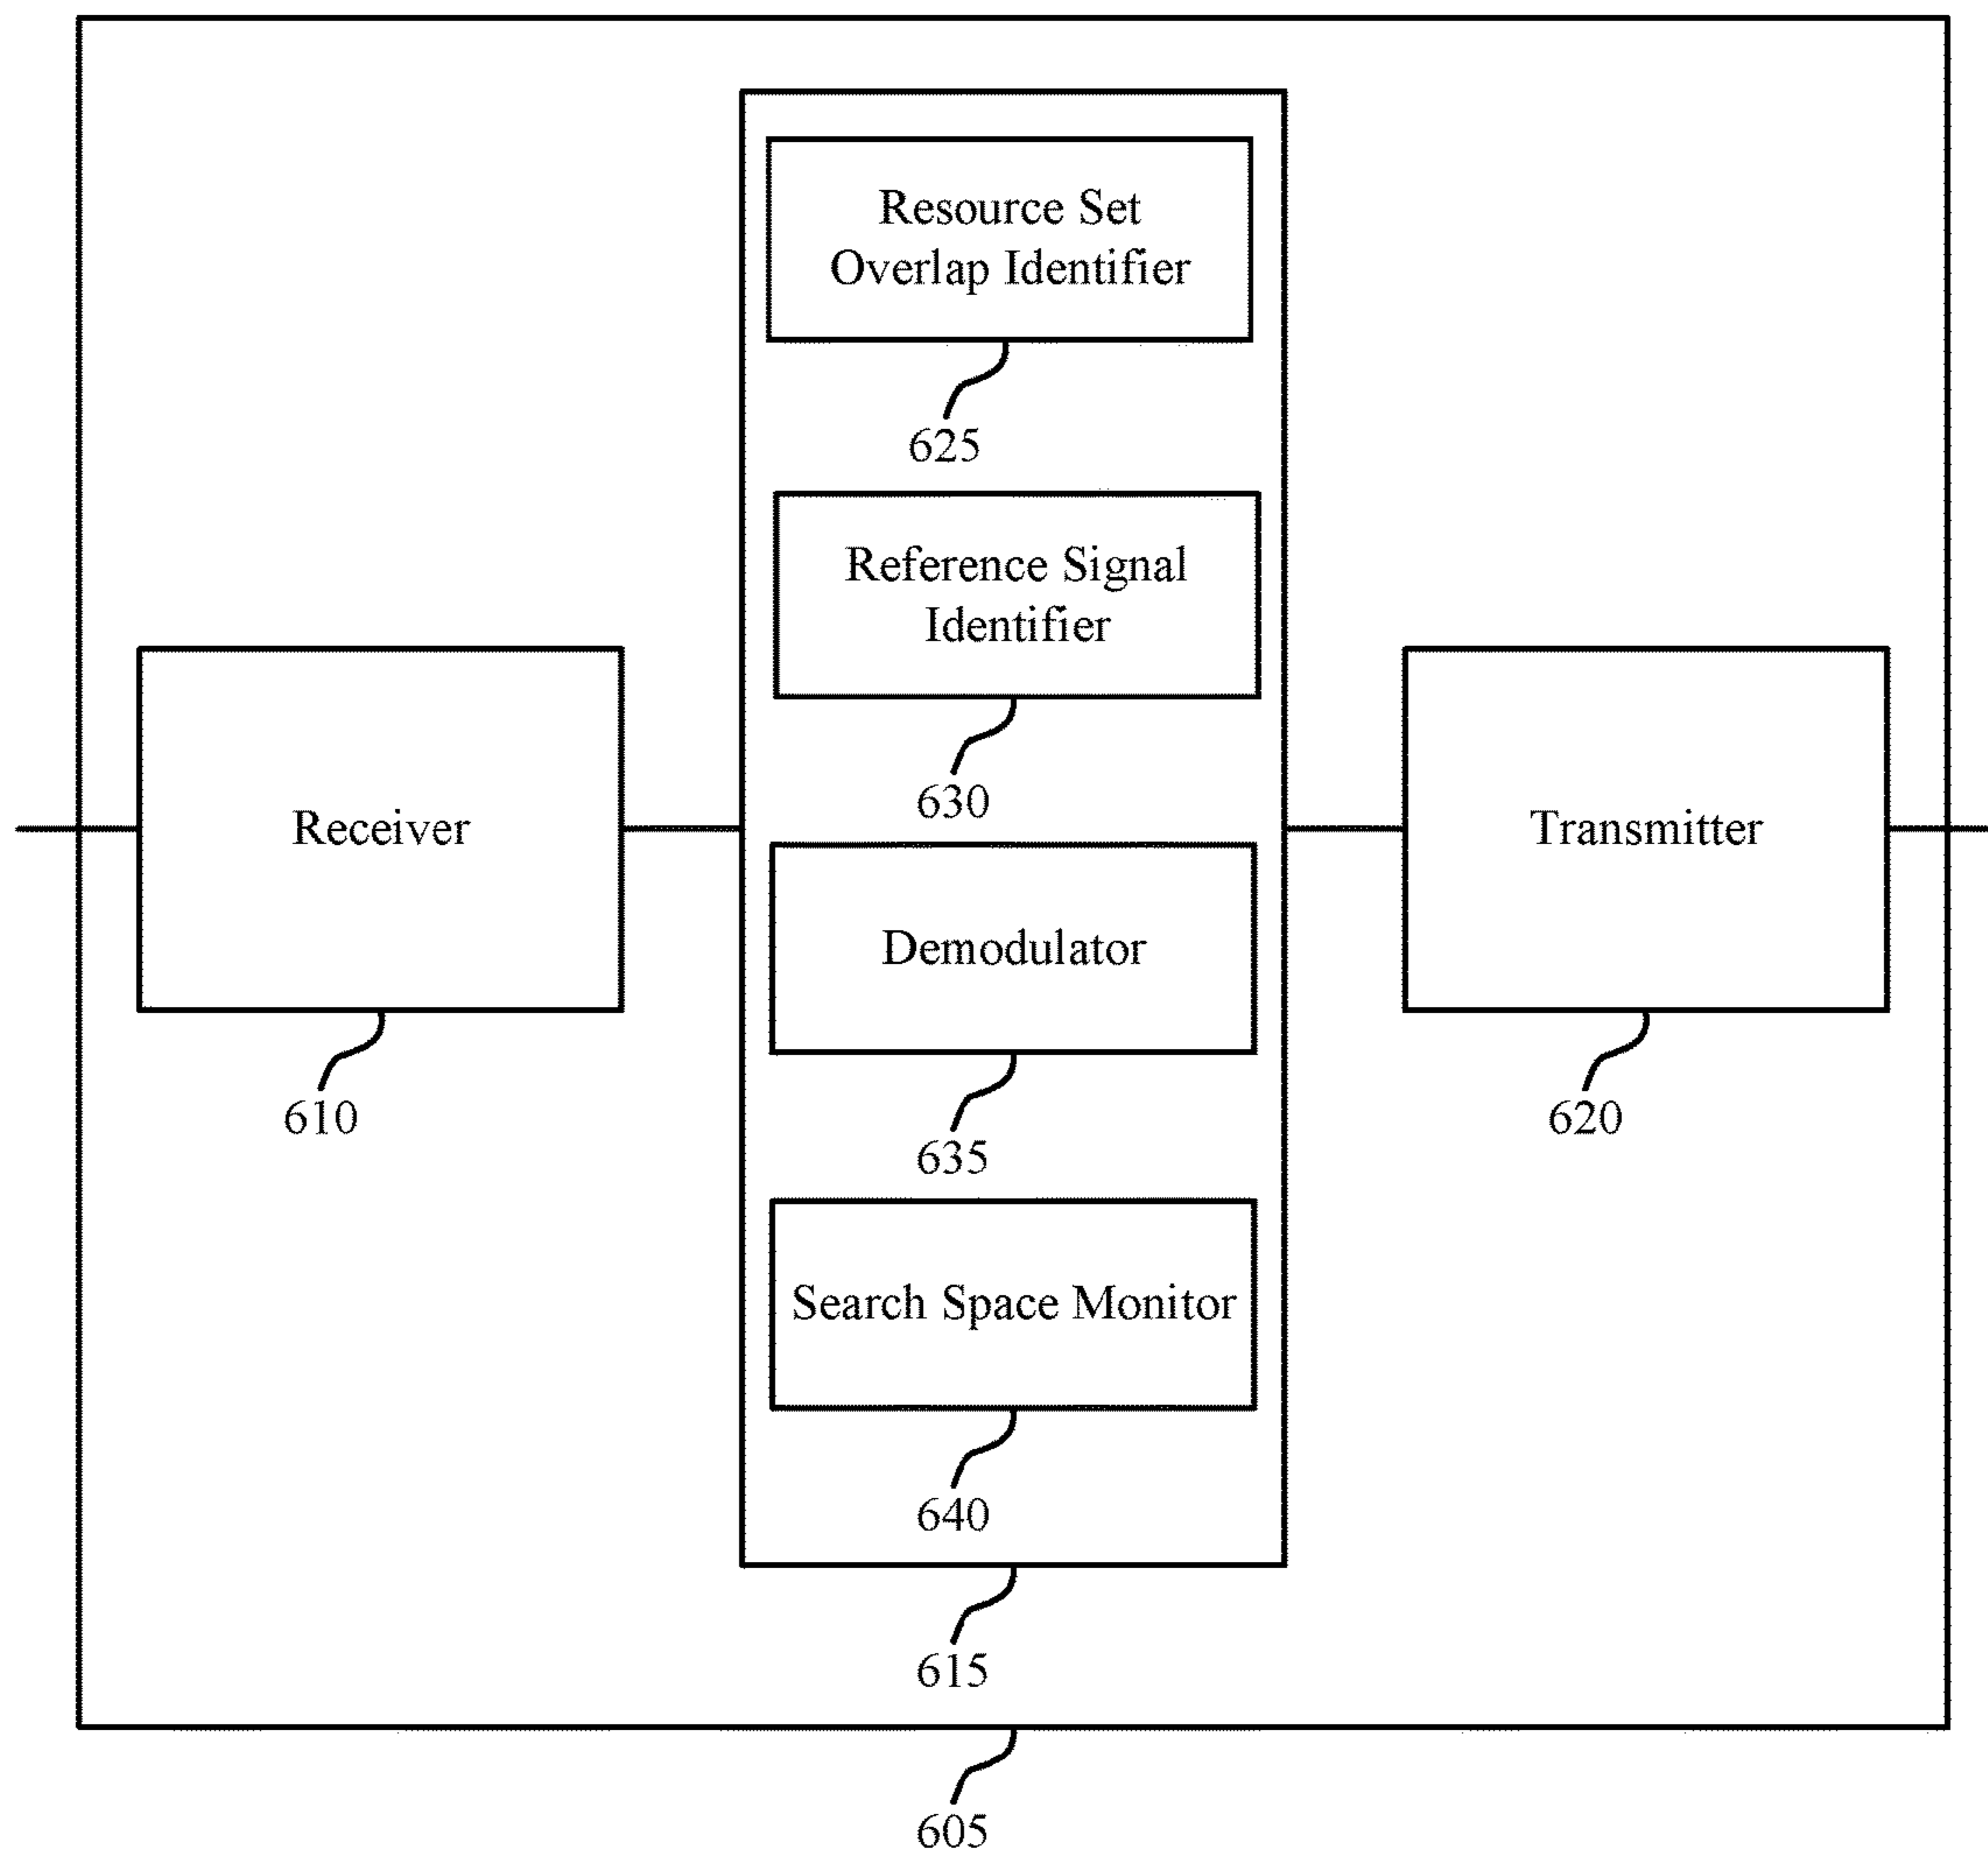 Resource Set
Overlap Identifier
625
Reference Signal
Identifier
630
Receiver
610
Demodulator
635
Search Space Monitor
640
615
Transmitter
620
605